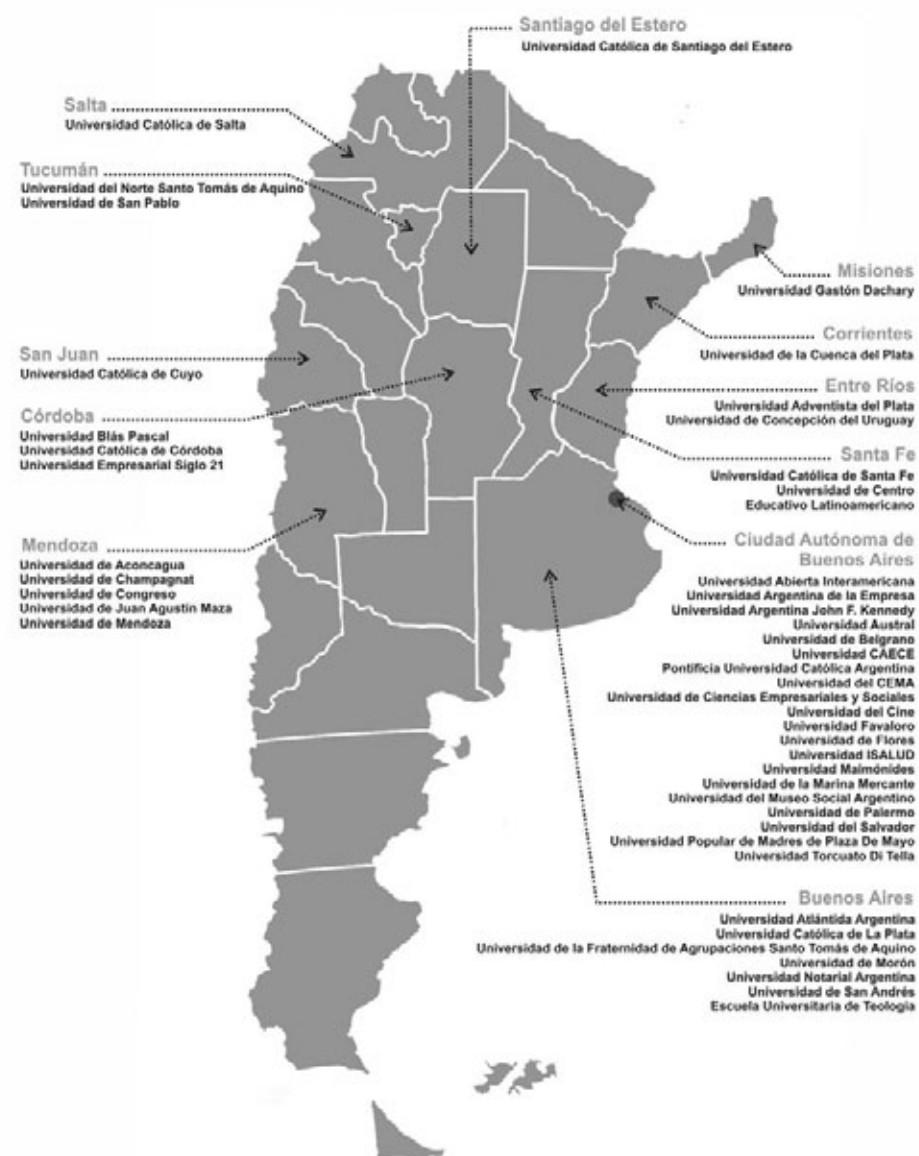 Santiago del Estero
Universidad Católica de Santiago del Estero
Salta
Universidad Católica de Salta
Tucumán
Universidad del Norte Santo Tomás de Aquino
Universidad de San Pablo
San Juan
Universidad Católica de Cuyo
Córdoba
Universidad Blás Pascal
Universidad Católica de Córdoba
Universidad Empresarial Siglo 21
Mendoza
Universidad de Aconcagua
Universidad de Champagnat
Universidad de Congreso
Universidad de Juan Agustín Maza
Universidad de Mendoza
Misiones
Universidad Gastón Dachary
Corrientes
Universidad de la Cuenca del Plata
Entre Ríos
Universidad Adventista del Plata
Universidad de Concepción del Uruguay
Santa Fe
Universidad Católica de Santa Fe
Universidad de Centro
Educativo Latinoamericano
Ciudad Autónoma de
Buenos Aires
Universidad Abierta Interamericana
Universidad Argentina de la Empresa
Universidad Argentina John F. Kennedy
Universidad Austral
Universidad de Belgrano
Universidad CAECE
Pontificia Universidad Católica Argentina
Universidad del CEMA
Universidad de Ciencias Empresariales y Sociales
Universidad del Cine
Universidad Favaloro
Universidad de Flores
Universidad ISALUD
Universidad Maimónides
Universidad de la Marina Mercante
Universidad del Museo Social Argentino
Universidad de Palermo
Universidad del Salvador
Universidad Popular de Madres de Plaza De Mayo
Universidad Torcuato Di Tella
Buenos Aires
Universidad Atlántida Argentina
Universidad Católica de La Plata
Universidad de la Fraternidad de Agrupaciones Santo Tomás de Aquino
Universidad de Morón
Universidad Notarial Argentina
Universidad de San Andrés
Escuela Universitaria de Teología